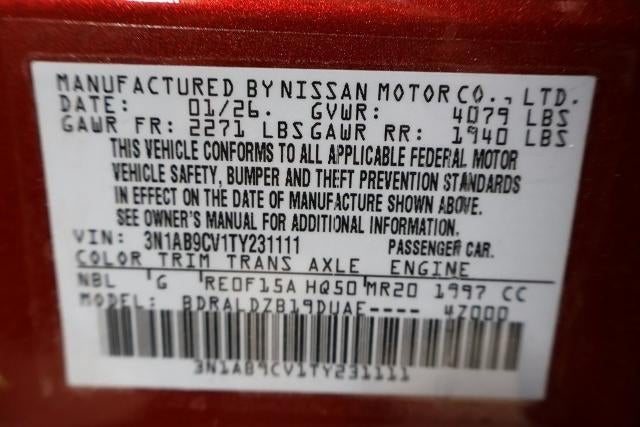 MANUFACTURED BY NISSAN MOTOR CO., LTD.
DATE: 01/26. GVWR: 4079 LBS
GAWR FR: 2271 LBS GAWR RR: 1940 LBS
THIS VEHICLE CONFORMS TO ALL APPLICABLE FEDERAL MOTOR
VEHICLE SAFETY, BUMPER AND THEFT PREVENTION STANDARDS
IN EFFECT ON THE DATE OF MANUFACTURE SHOWN ABOVE.
SEE OWNER'S MANUAL FOR ADDITIONAL INFORMATION.
VIN: 3N1AB9CV1TY231111 PASSENGER CAR.
COLOR TRIM TRANS AXLE ENGINE
NBL G RE0F15A HQ50 MR20 1997 CC
MODEL: BDRALDZB19DUAE---- 4Z000
3N1AB9CV1TY231111